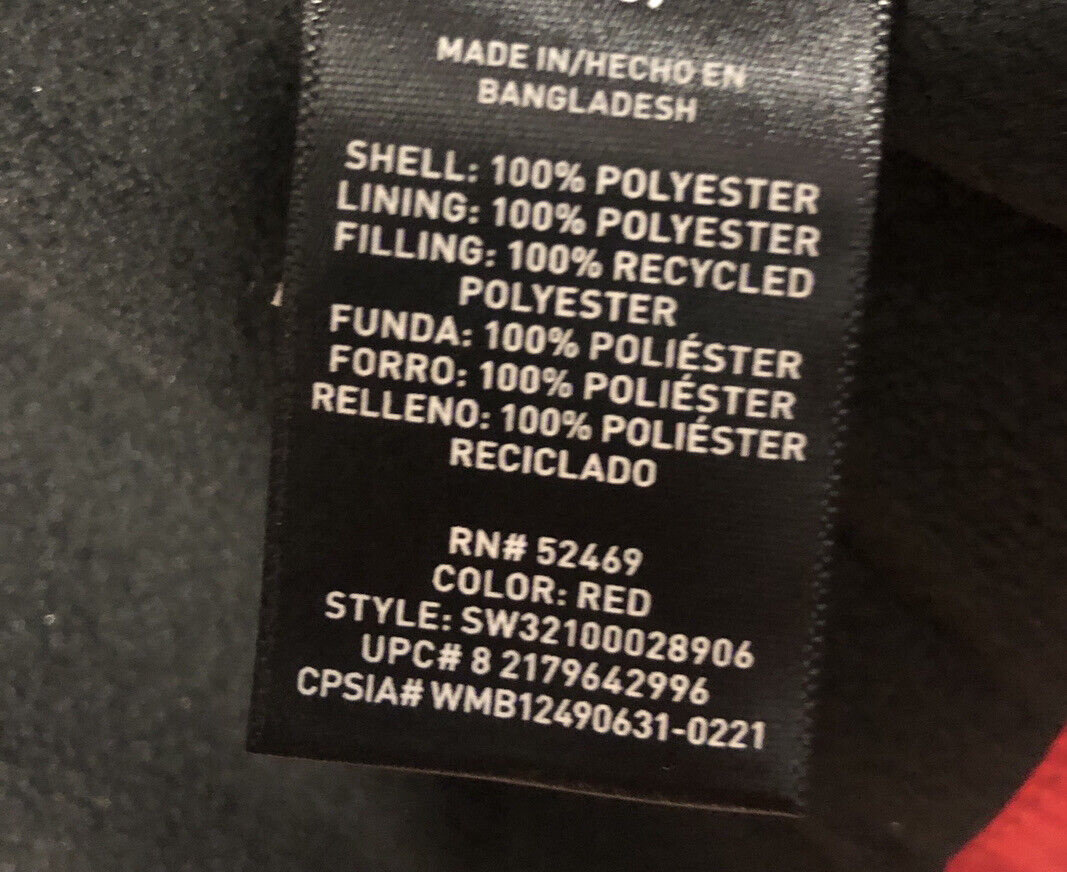 MADE IN/HECHO EN
BANGLADESH
SHELL: 100% POLYESTER
LINING: 100% POLYESTER
FILLING: 100% RECYCLED
POLYESTER
FUNDA: 100% POLIÉSTER
FORRO: 100% POLIÉSTER
RELLENO: 100% POLIÉSTER
RECICLADO
RN# 52469
COLOR: RED
STYLE: SW32100028906
UPC# 8 2179642996
CPSIA# WMB12490631-0221